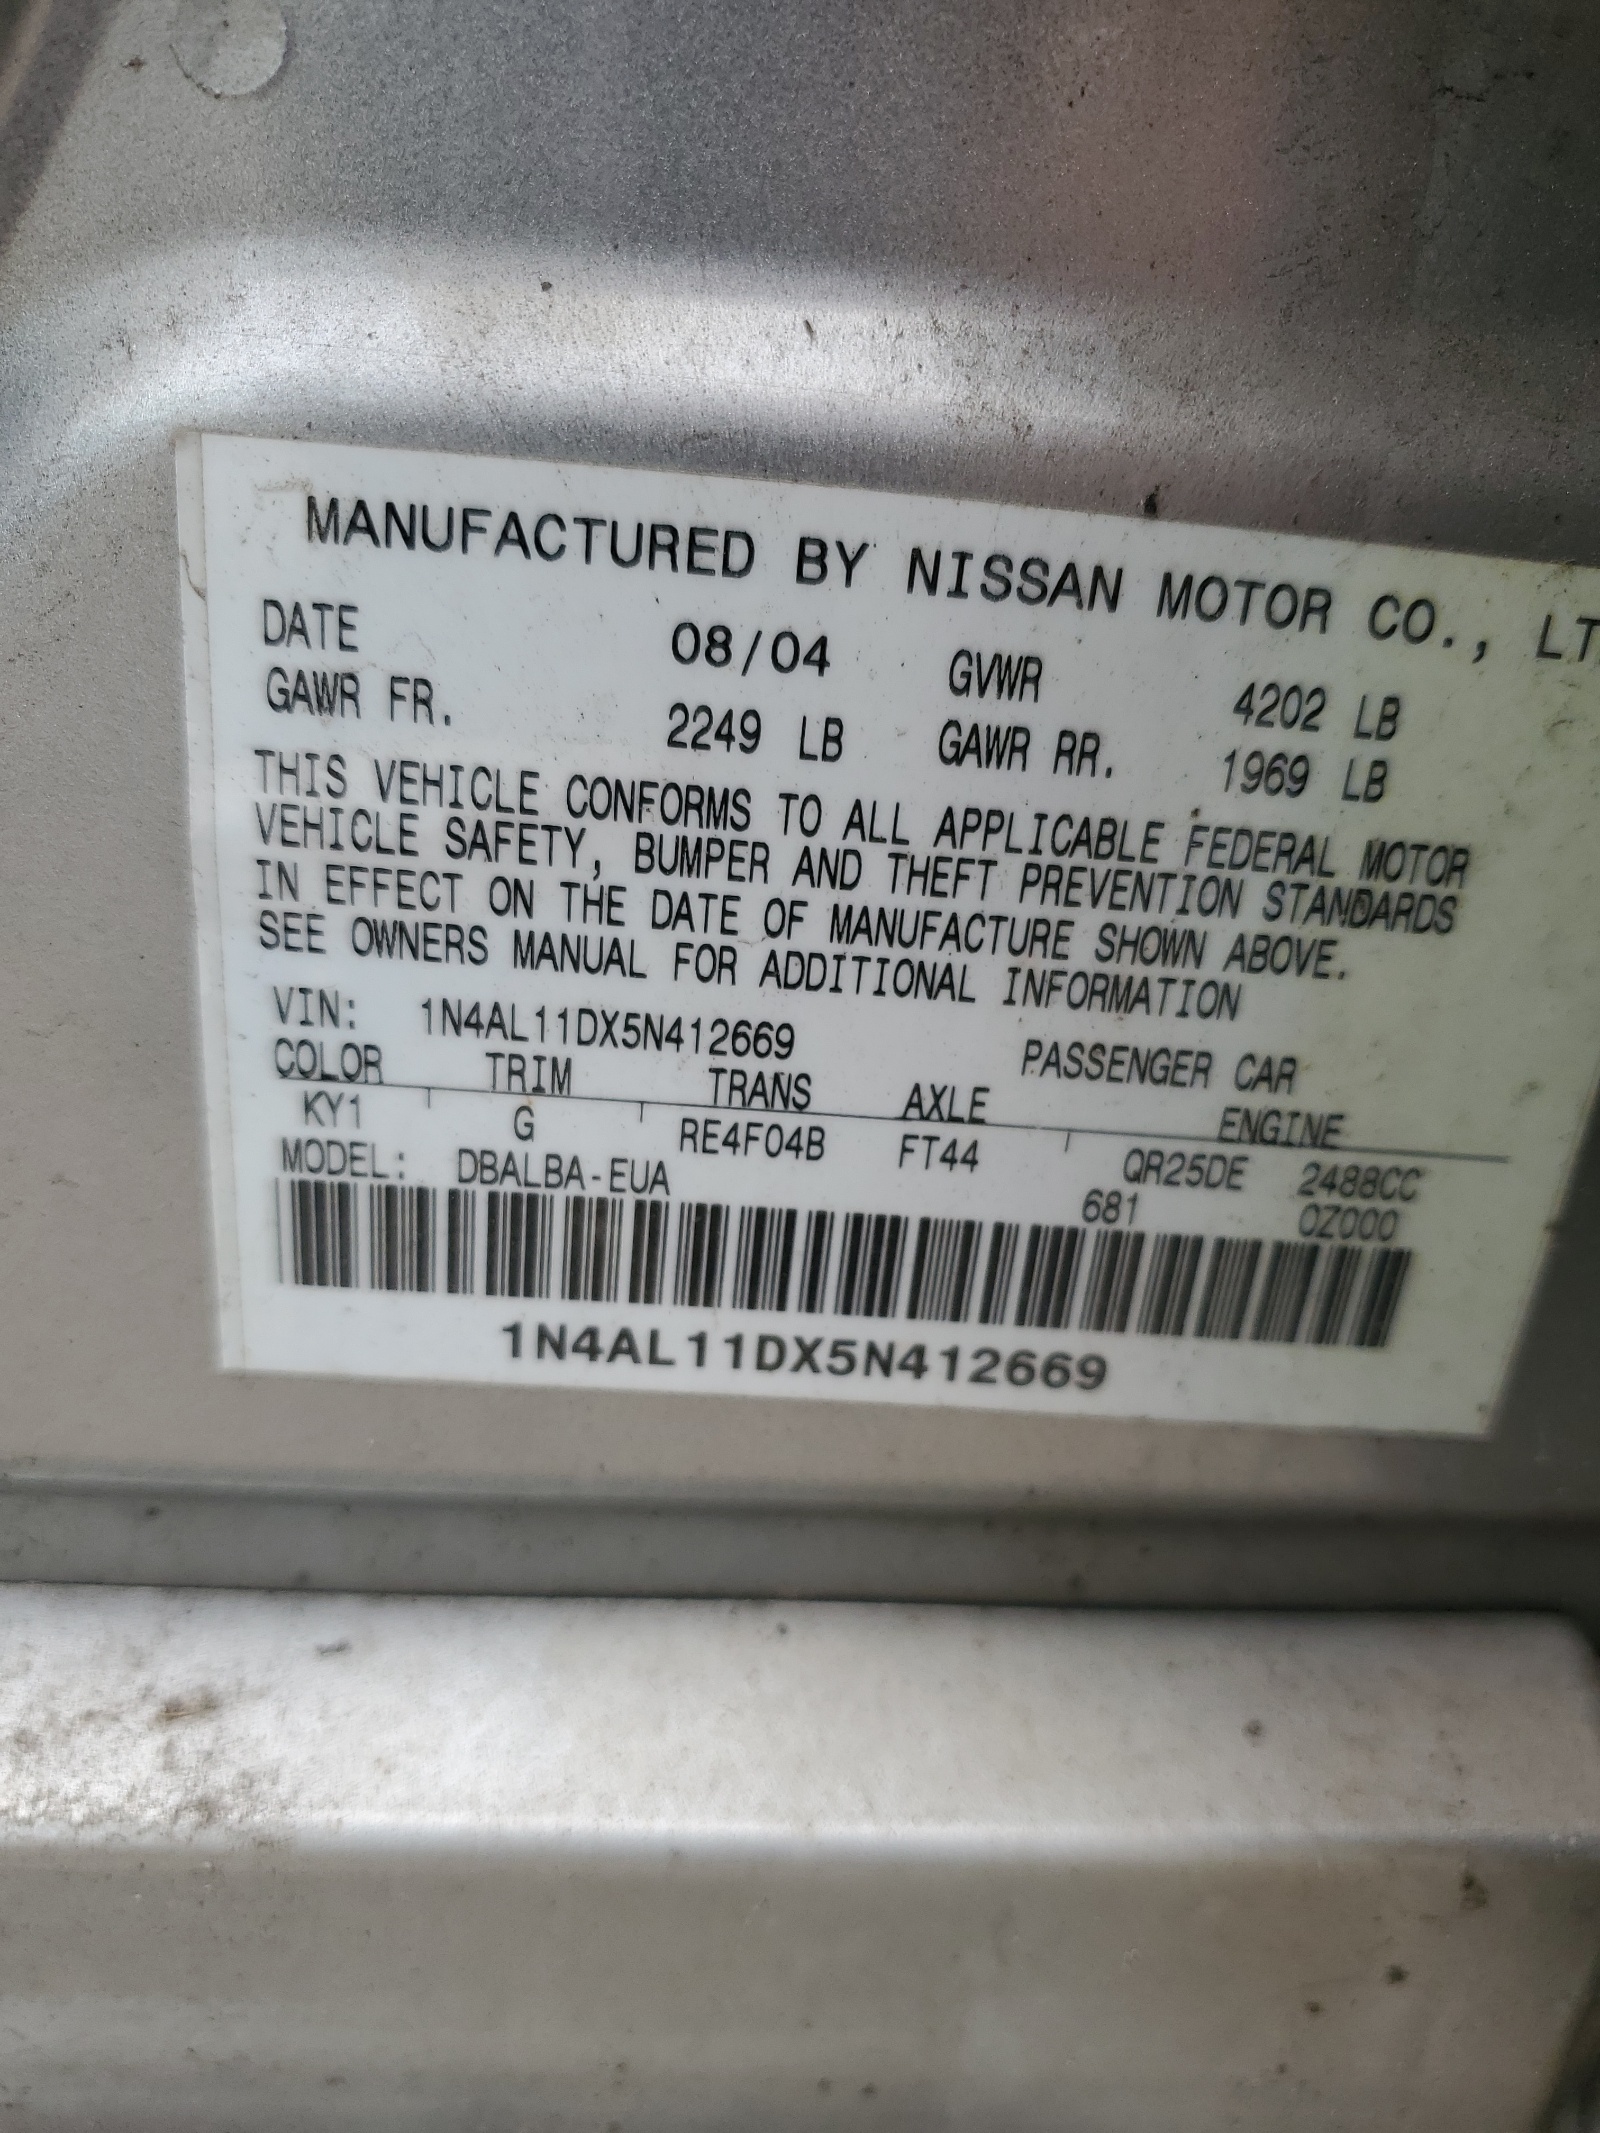 MANUFACTURED BY NISSAN MOTOR CO., LT
DATE 08/04 GVWR 4202 LB
GAWR FR. 2249 LB GAWR RR. 1969 LB
THIS VEHICLE CONFORMS TO ALL APPLICABLE FEDERAL MOTOR
VEHICLE SAFETY, BUMPER AND THEFT PREVENTION STANDARDS
IN EFFECT ON THE DATE OF MANUFACTURE SHOWN ABOVE.
SEE OWNERS MANUAL FOR ADDITIONAL INFORMATION
VIN: 1N4AL11DX5N412669 PASSENGER CAR
COLOR TRIM TRANS AXLE ENGINE
KY1 G RE4F04B FT44 QR25DE 2488CC
MODEL: DBALBA-EUA 681 0Z000
1N4AL11DX5N412669